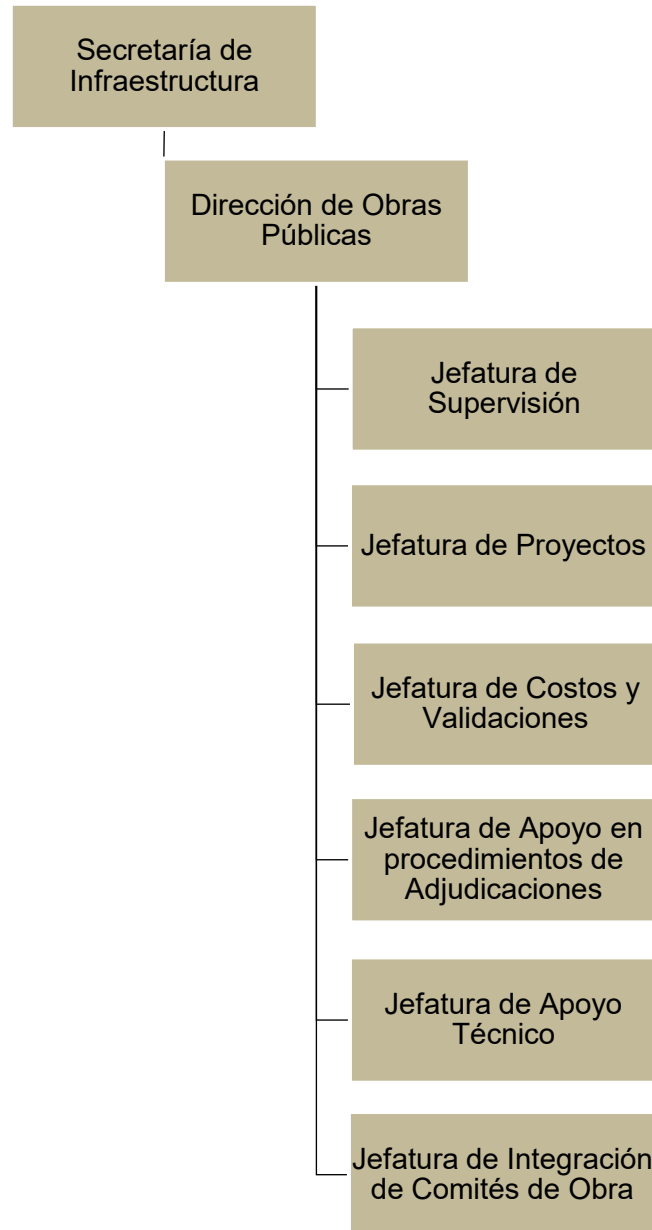 Secretaría de
Infraestructura
Dirección de Obras
Públicas
Jefatura de
Supervisión
Jefatura de Proyectos
Jefatura de Costos y
Validaciones
Jefatura de Apoyo en
procedimientos de
Adjudicaciones
Jefatura de Apoyo
Técnico
Jefatura de Integración
de Comités de Obra